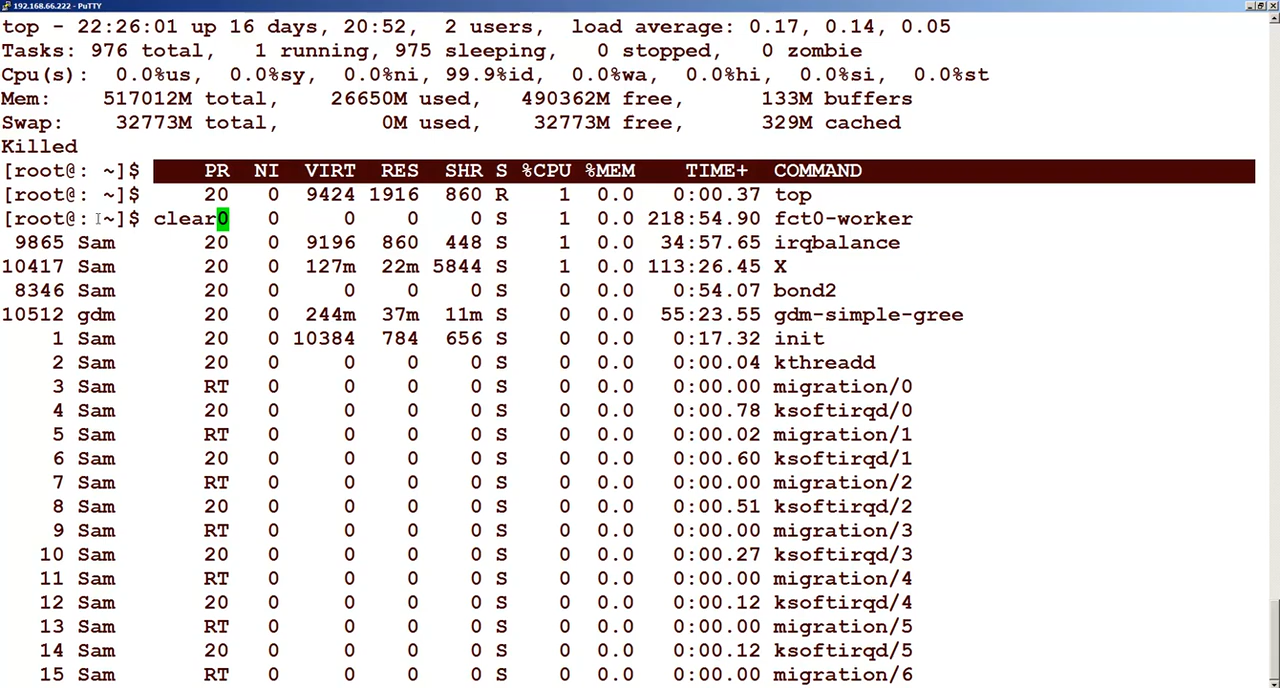 192.168.66.222 - PuTTY
top - 22:26:01 up 16 days, 20:52, 2 users, load average: 0.17, 0.14, 0.05
Tasks: 976 total, 1 running, 975 sleeping, 0 stopped, 0 zombie
Cpu(s): 0.0%us, 0.0%sy, 0.0%ni, 99.9%id, 0.0%wa, 0.0%hi, 0.0%si, 0.0%st
Mem: 517012M total, 26650M used, 490362M free, 133M buffers
Swap: 32773M total, 0M used, 32773M free, 329M cached
Killed
[root@: ~]$ PR NI VIRT RES SHR S %CPU %MEM TIME+ COMMAND
[root@: ~]$ 20 0 9424 1916 860 R 1 0.0 0:00.37 top
[root@: ~]$ clear0 0 0 0 0 S 1 0.0 218:54.90 fct0-worker
9865 Sam 20 0 9196 860 448 S 1 0.0 34:57.65 irqbalance
10417 Sam 20 0 127m 22m 5844 S 1 0.0 113:26.45 X
8346 Sam 20 0 0 0 0 S 0 0.0 0:54.07 bond2
10512 gdm 20 0 244m 37m 11m S 0 0.0 55:23.55 gdm-simple-gree
1 Sam 20 0 10384 784 656 S 0 0.0 0:17.32 init
2 Sam 20 0 0 0 0 S 0 0.0 0:00.04 kthreadd
3 Sam RT 0 0 0 0 S 0 0.0 0:00.00 migration/0
4 Sam 20 0 0 0 0 S 0 0.0 0:00.78 ksoftirqd/0
5 Sam RT 0 0 0 0 S 0 0.0 0:00.02 migration/1
6 Sam 20 0 0 0 0 S 0 0.0 0:00.60 ksoftirqd/1
7 Sam RT 0 0 0 0 S 0 0.0 0:00.00 migration/2
8 Sam 20 0 0 0 0 S 0 0.0 0:00.51 ksoftirqd/2
9 Sam RT 0 0 0 0 S 0 0.0 0:00.00 migration/3
10 Sam 20 0 0 0 0 S 0 0.0 0:00.27 ksoftirqd/3
11 Sam RT 0 0 0 0 S 0 0.0 0:00.00 migration/4
12 Sam 20 0 0 0 0 S 0 0.0 0:00.12 ksoftirqd/4
13 Sam RT 0 0 0 0 S 0 0.0 0:00.00 migration/5
14 Sam 20 0 0 0 0 S 0 0.0 0:00.12 ksoftirqd/5
15 Sam RT 0 0 0 0 S 0 0.0 0:00.00 migration/6